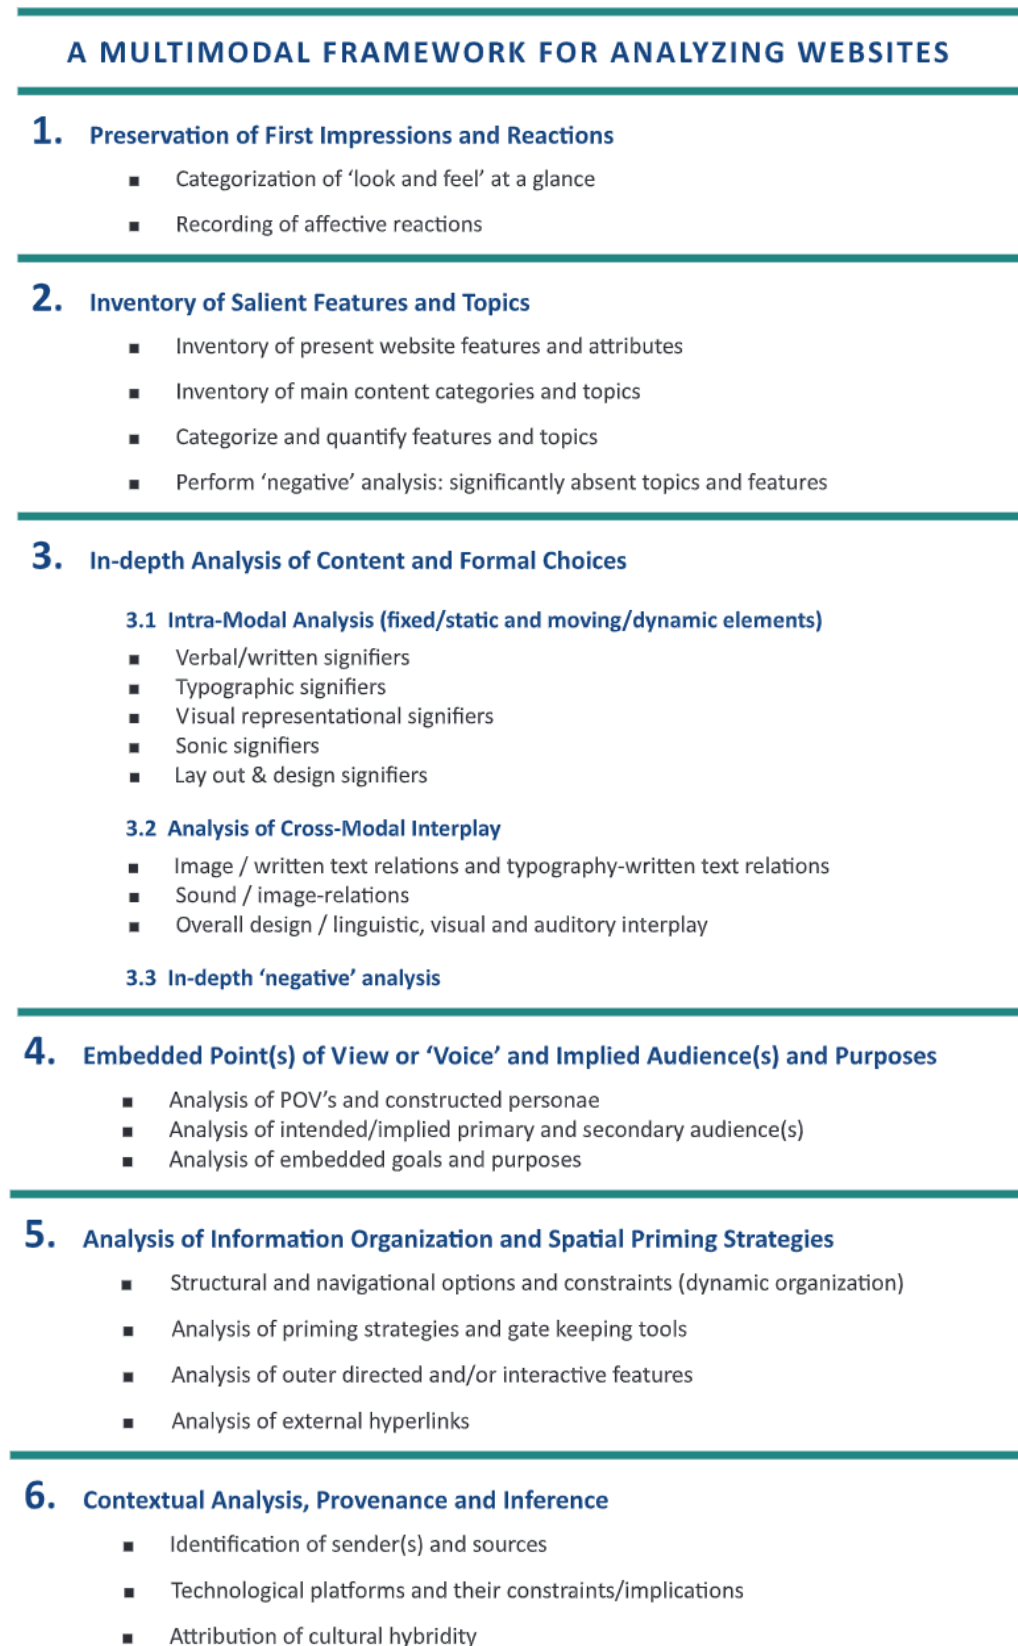 A MULTIMODAL FRAMEWORK FOR ANALYZING WEBSITES
1. Preservation of First Impressions and Reactions
▪ Categorization of ‘look and feel’ at a glance
▪ Recording of affective reactions
2. Inventory of Salient Features and Topics
▪ Inventory of present website features and attributes
▪ Inventory of main content categories and topics
▪ Categorize and quantify features and topics
▪ Perform ‘negative’ analysis: significantly absent topics and features
3. In-depth Analysis of Content and Formal Choices
3.1 Intra-Modal Analysis (fixed/static and moving/dynamic elements)
▪ Verbal/written signifiers
▪ Typographic signifiers
▪ Visual representational signifiers
▪ Sonic signifiers
▪ Lay out & design signifiers
3.2 Analysis of Cross-Modal Interplay
▪ Image / written text relations and typography-written text relations
▪ Sound / image-relations
▪ Overall design / linguistic, visual and auditory interplay
3.3 In-depth ‘negative’ analysis
4. Embedded Point(s) of View or ‘Voice’ and Implied Audience(s) and Purposes
▪ Analysis of POV’s and constructed personae
▪ Analysis of intended/implied primary and secondary audience(s)
▪ Analysis of embedded goals and purposes
5. Analysis of Information Organization and Spatial Priming Strategies
▪ Structural and navigational options and constraints (dynamic organization)
▪ Analysis of priming strategies and gate keeping tools
▪ Analysis of outer directed and/or interactive features
▪ Analysis of external hyperlinks
6. Contextual Analysis, Provenance and Inference
▪ Identification of sender(s) and sources
▪ Technological platforms and their constraints/implications
▪ Attribution of cultural hybridity